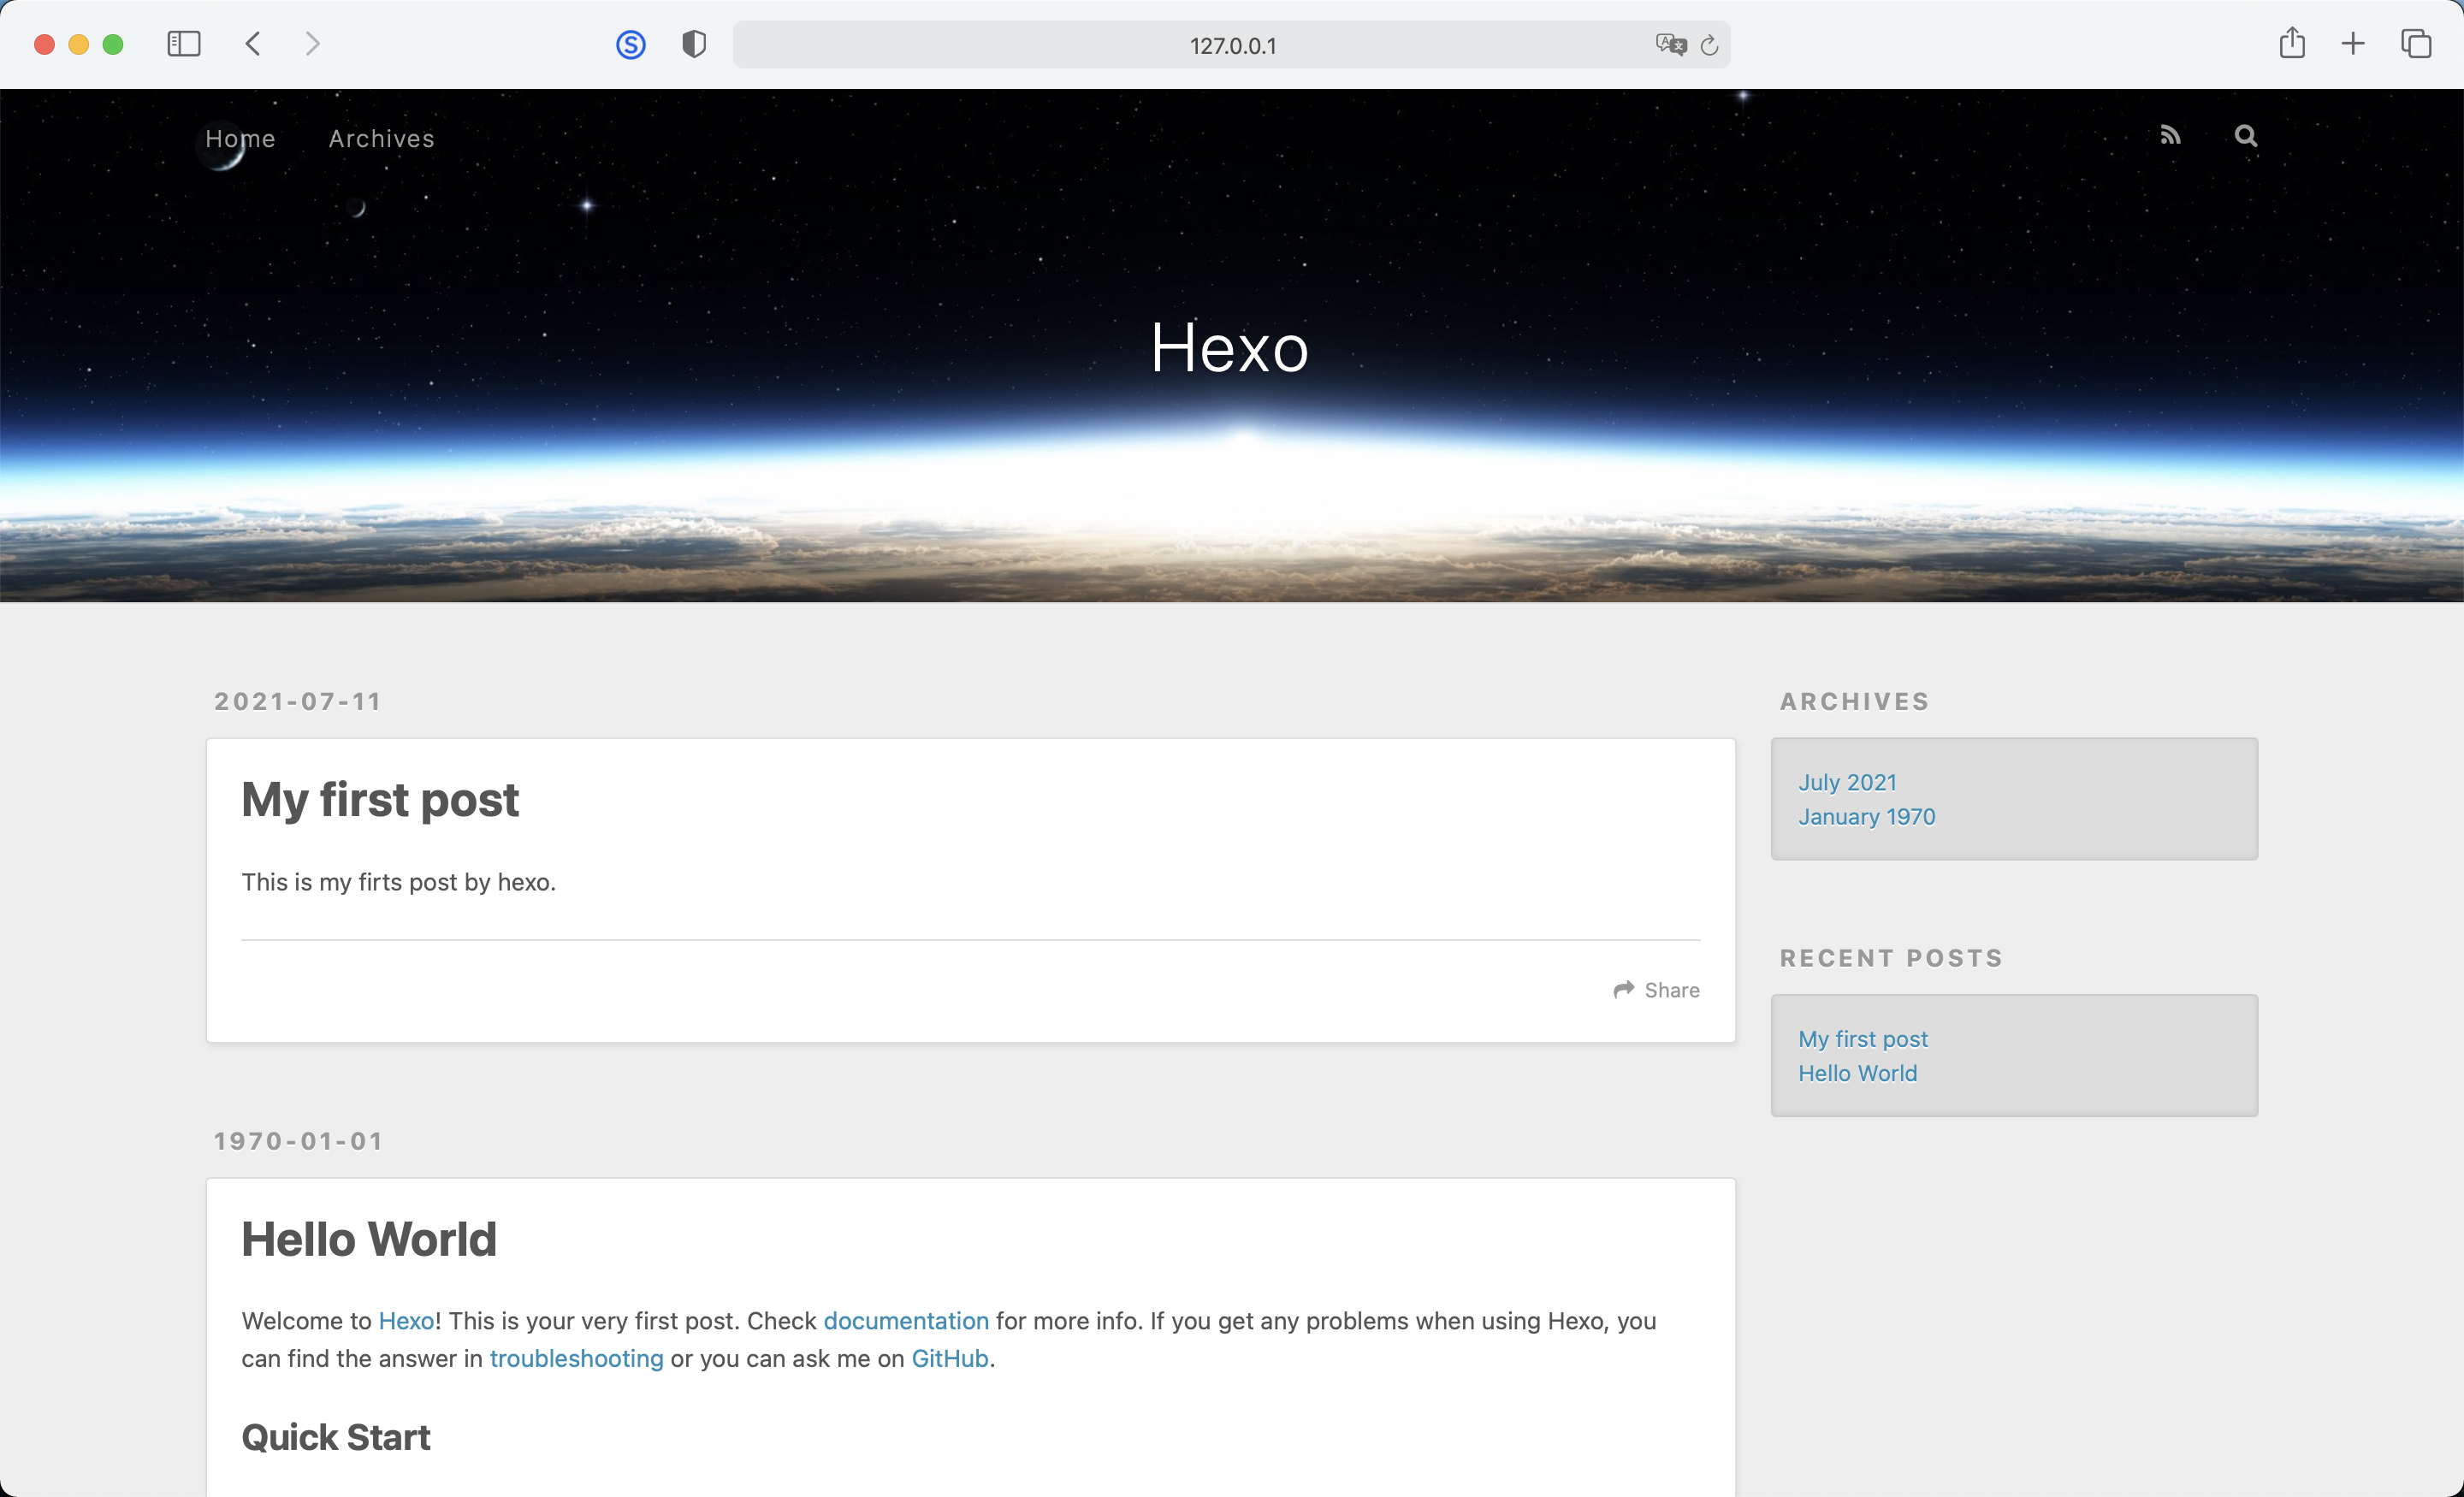 127.0.0.1
Home Archives
Hexo
2021-07-11
My first post
This is my firts post by hexo.
Share
1970-01-01
Hello World
Welcome to Hexo! This is your very first post. Check documentation for more info. If you get any problems when using Hexo, you
can find the answer in troubleshooting or you can ask me on GitHub.
Quick Start
ARCHIVES
July 2021
January 1970
RECENT POSTS
My first post
Hello World